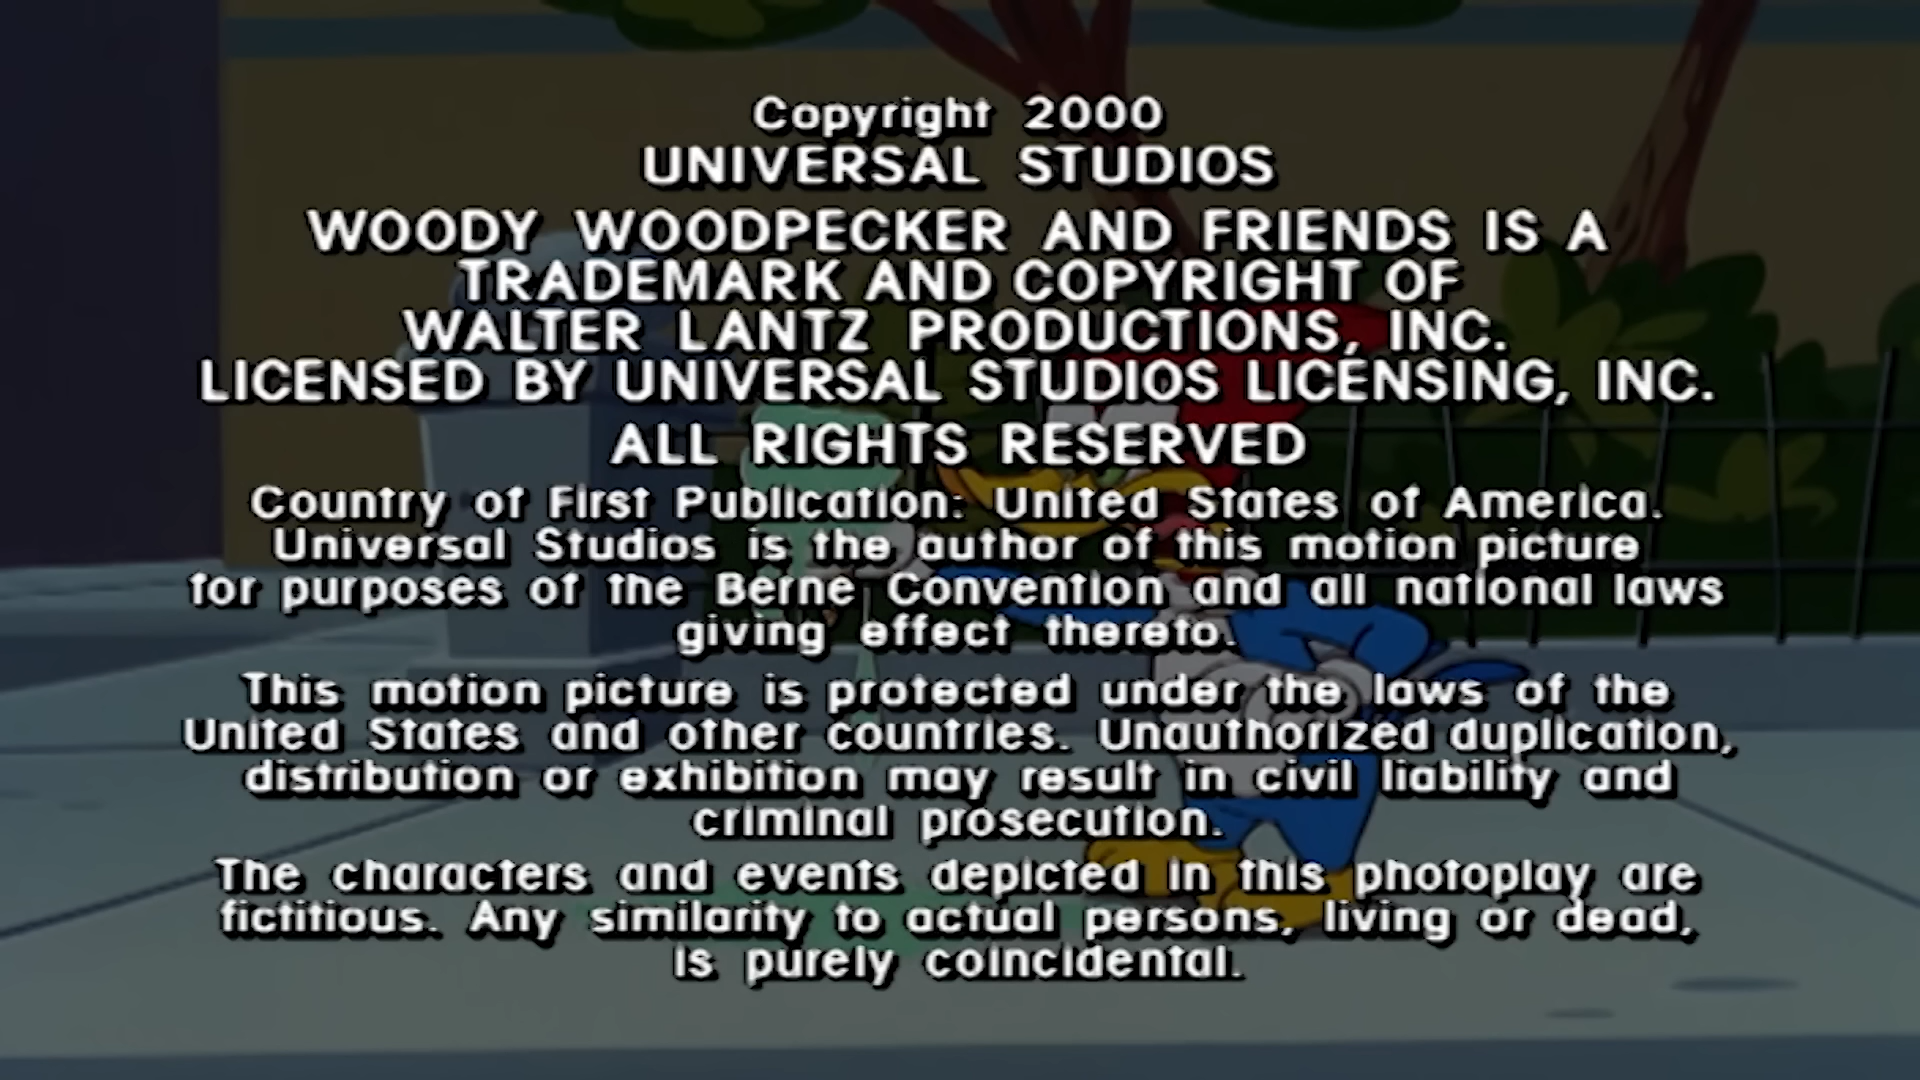 Copyright 2000
UNIVERSAL STUDIOS
WOODY WOODPECKER AND FRIENDS IS A
TRADEMARK AND COPYRIGHT OF
WALTER LANTZ PRODUCTIONS, INC.
LICENSED BY UNIVERSAL STUDIOS LICENSING, INC.
ALL RIGHTS RESERVED
Country of First Publication: United States of America.
Universal Studios is the author of this motion picture
for purposes of the Berne Convention and all national laws
giving effect thereto.
This motion picture is protected under the laws of the
United States and other countries. Unauthorized duplication,
distribution or exhibition may result in civil liability and
criminal prosecution.
The characters and events depicted in this photoplay are
fictitious. Any similarity to actual persons, living or dead,
is purely coincidental.